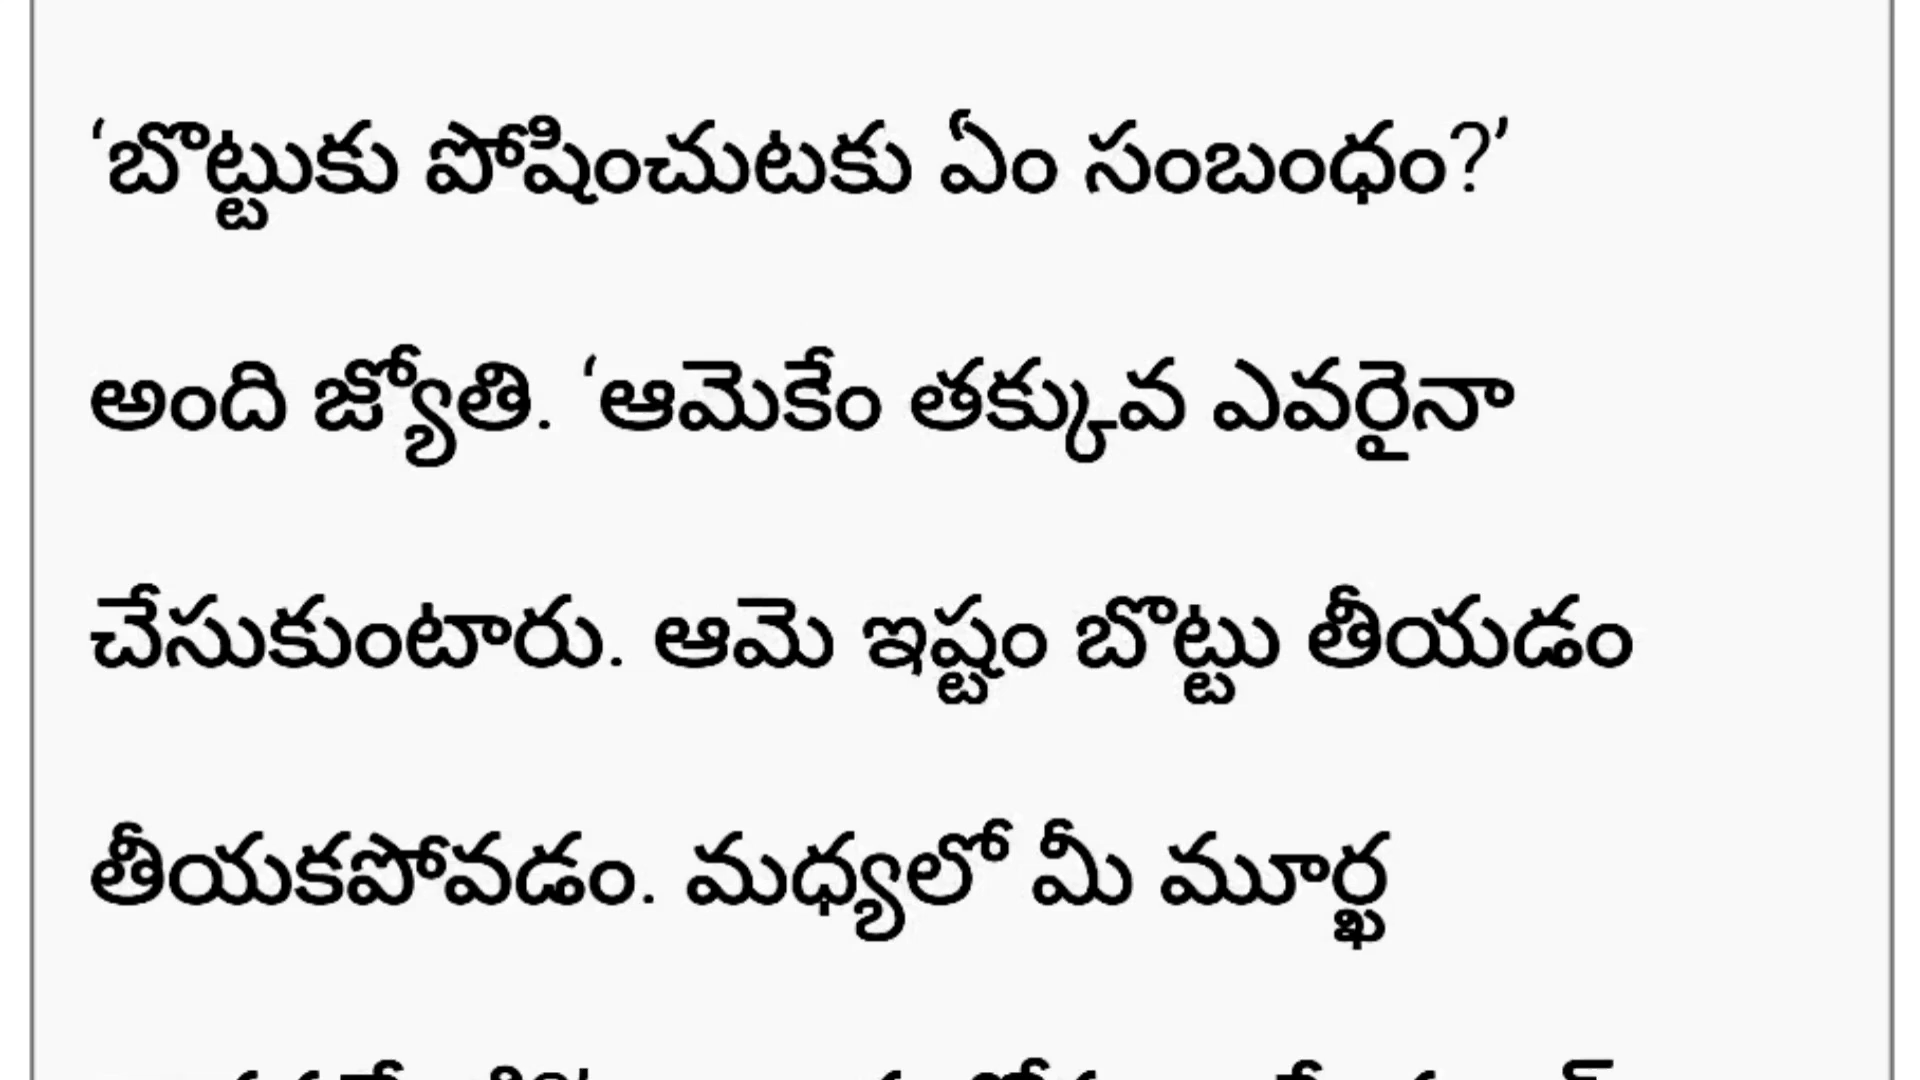 ‘బొట్టుకు పోషించుటకు ఏం సంబంధం?’
అంది జ్యోతి. ‘ఆమెకేం తక్కువ ఎవరైనా
చేసుకుంటారు. ఆమె ఇష్టం బొట్టు తీయడం
తీయకపోవడం. మధ్యలో మీ మూర్ఖ